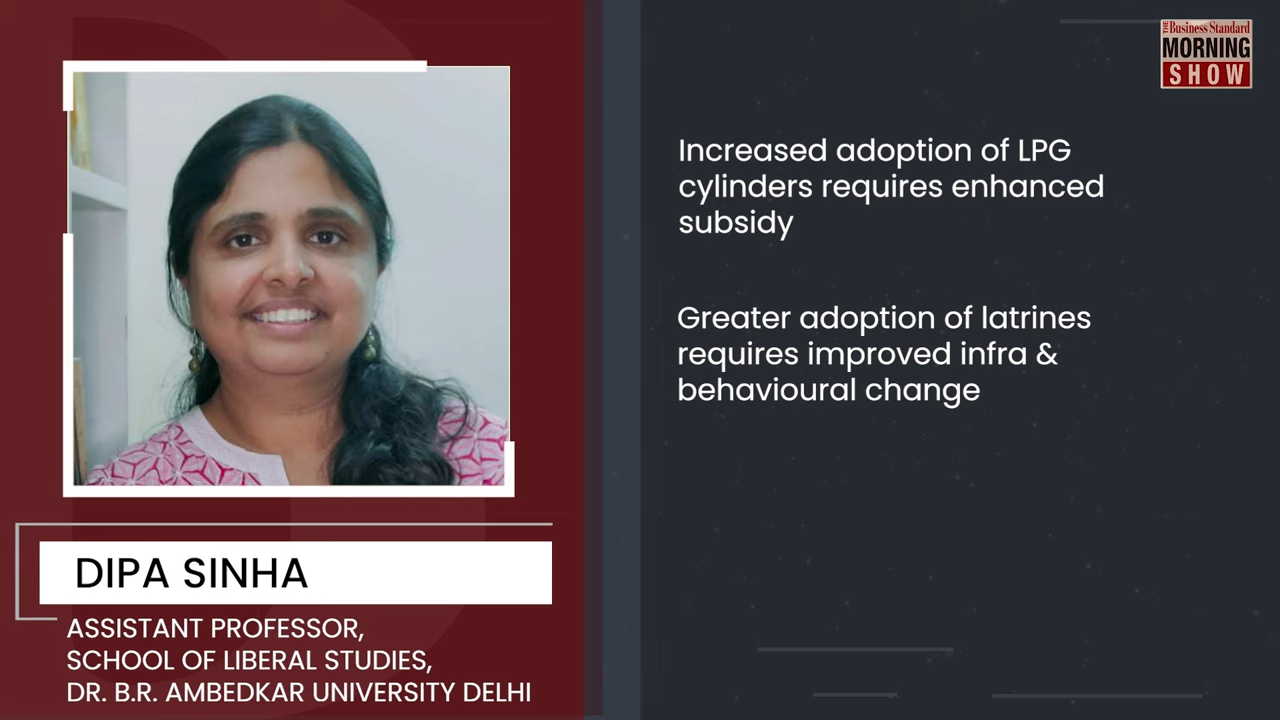 THE Business Standard
MORNING
SHOW
Increased adoption of LPG
cylinders requires enhanced
subsidy
Greater adoption of latrines
requires improved infra &
behavioural change
DIPA SINHA
ASSISTANT PROFESSOR,
SCHOOL OF LIBERAL STUDIES,
DR. B.R. AMBEDKAR UNIVERSITY DELHI